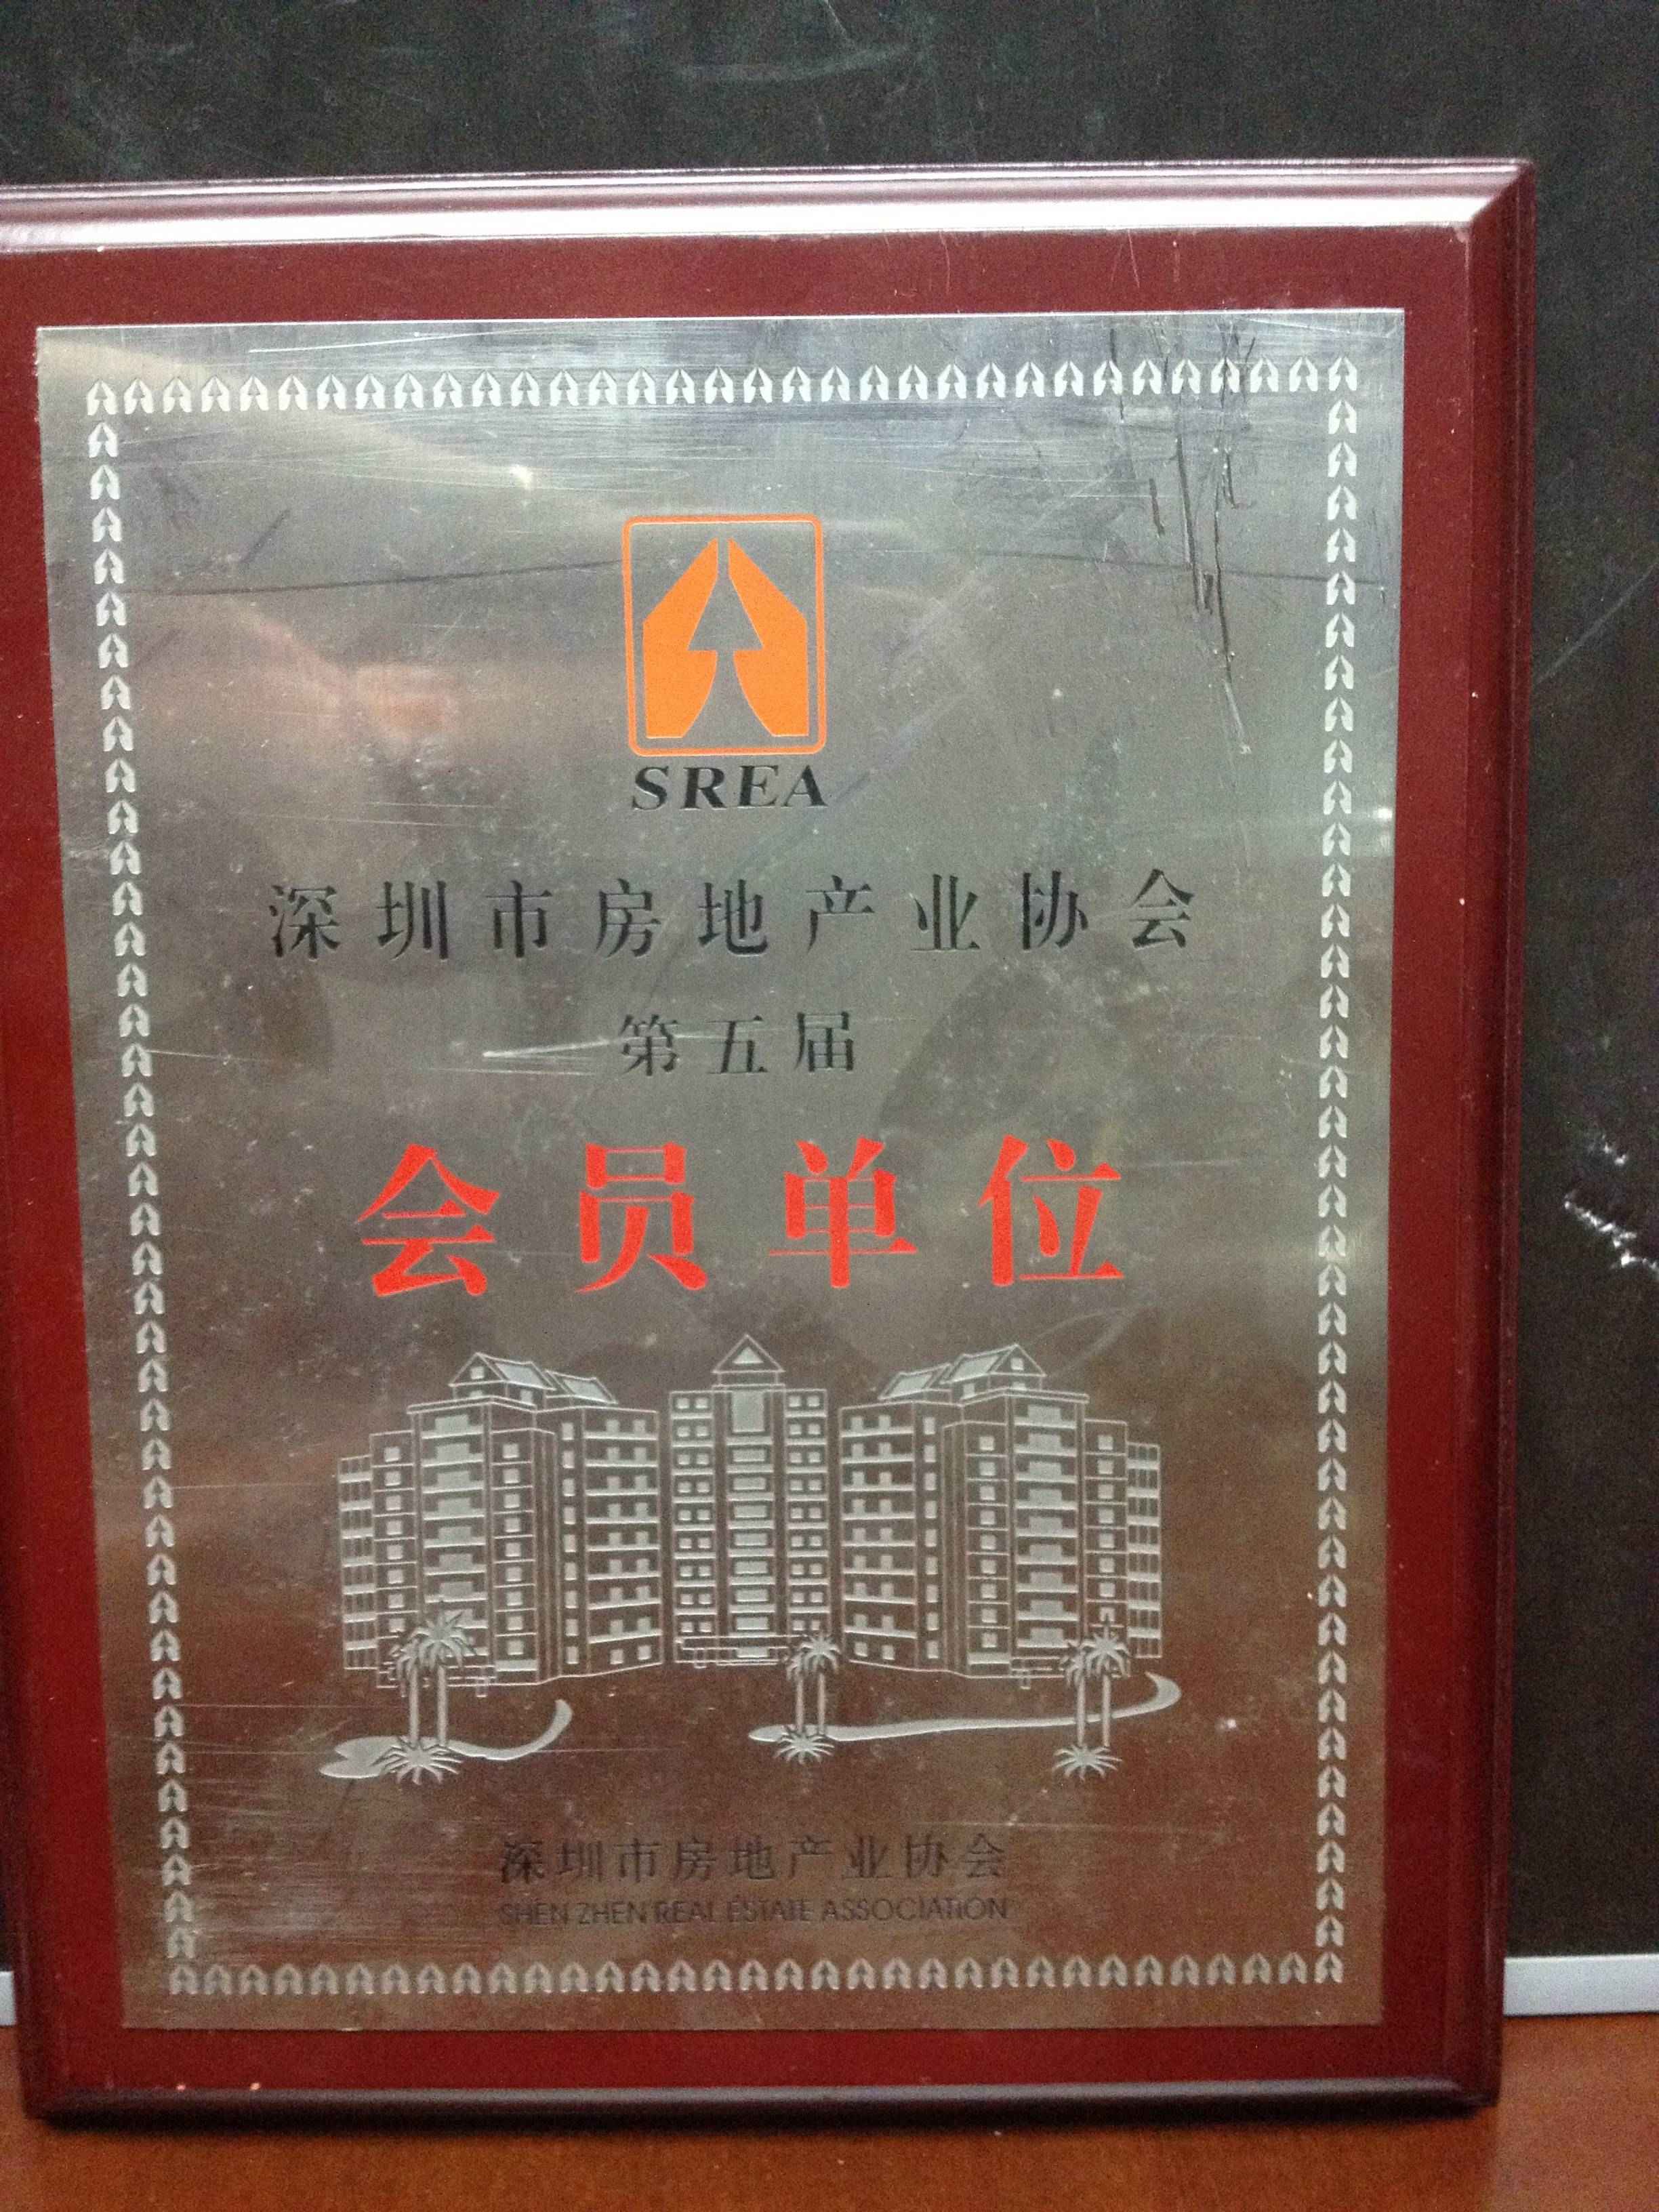 SREA
深圳市房地产业协会
第五届
会员单位
深圳市房地产业协会
SHEN ZHEN REAL ESTATE ASSOCIATION